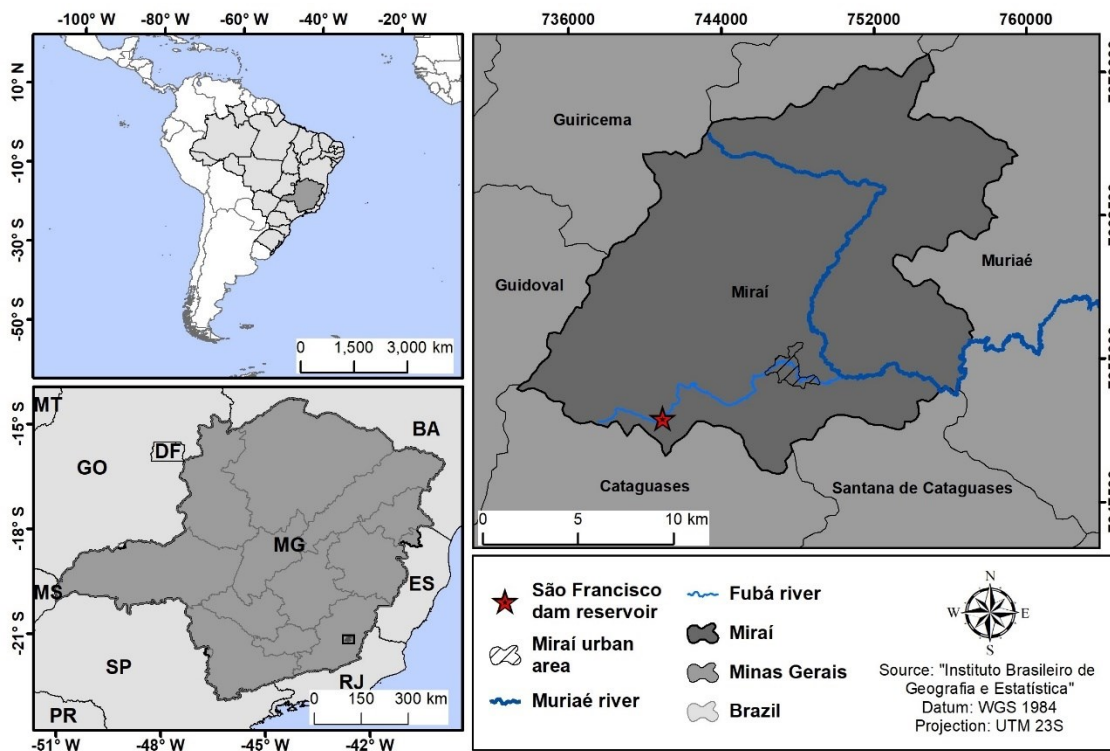 -100° W -80° W -60° W -40° W -20° W
10° N
-10° S
-30° S
-50° S
0 1,500 3,000 km
-15° S
-18° S
-21° S
MT
GO
DF
BA
MG
MS
ES
SP
RJ
PR
0 150 300 km
-51° W -48° W -45° W -42° W
736000 744000 752000 760000
Guiricema
Muriaé
Guidoval
Miraí
Cataguases
Santana de Cataguases
0 5 10 km
São Francisco
dam reservoir
Miraí urban
area
Muriaé river
Fubá river
Miraí
Minas Gerais
Brazil
N
W E
S
Source: "Instituto Brasileiro de
Geografia e Estatística"
Datum: WGS 1984
Projection: UTM 23S